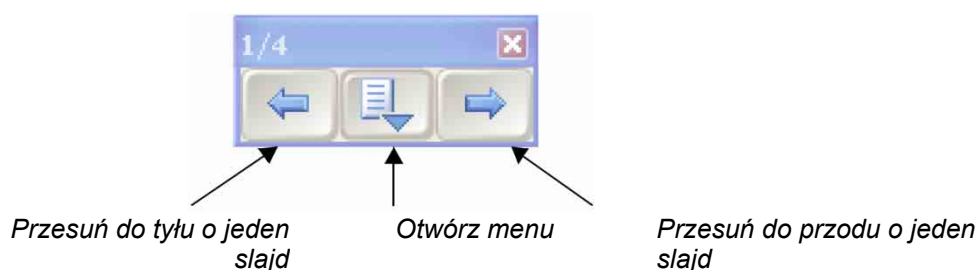 1/4
Przesuń do tyłu o jeden
slajd
Otwórz menu
Przesuń do przodu o jeden
slajd